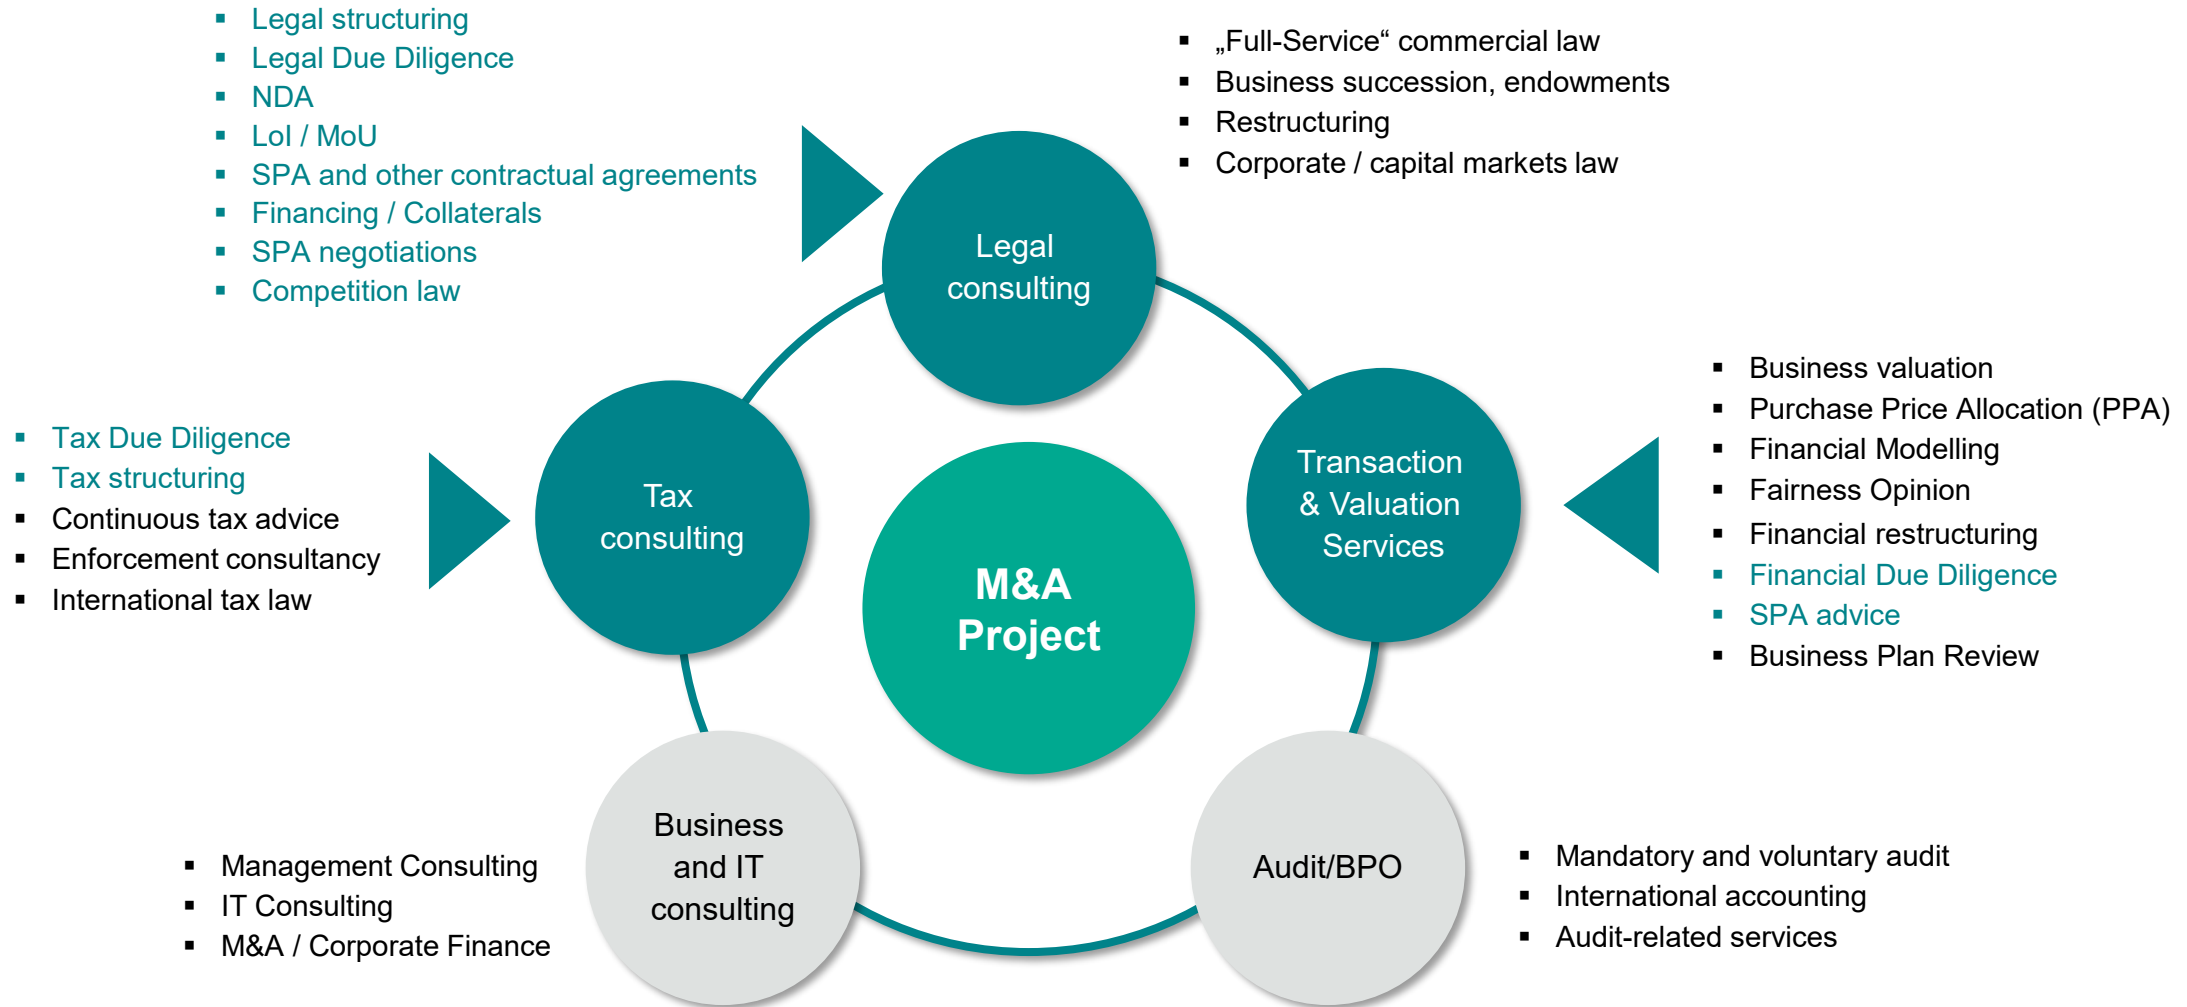 Legal structuring
Legal Due Diligence
NDA
LoI / MoU
SPA and other contractual agreements
Financing / Collaterals
SPA negotiations
Competition law
„Full-Service“ commercial law
Business succession, endowments
Restructuring
Corporate / capital markets law
Legal
consulting
Tax Due Diligence
Tax structuring
Continuous tax advice
Enforcement consultancy
International tax law
Tax
consulting
M&A
Project
Transaction
& Valuation
Services
Business valuation
Purchase Price Allocation (PPA)
Financial Modelling
Fairness Opinion
Financial restructuring
Financial Due Diligence
SPA advice
Business Plan Review
Management Consulting
IT Consulting
M&A / Corporate Finance
Business
and IT
consulting
Audit/BPO
Mandatory and voluntary audit
International accounting
Audit-related services